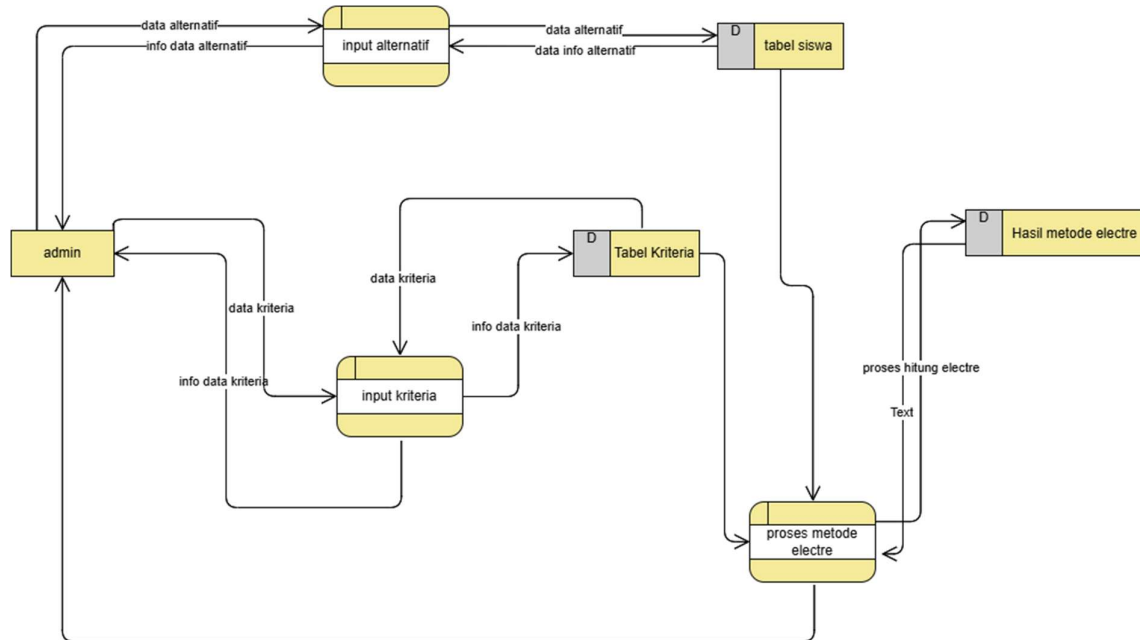 data alternatif
info data alternatif
input alternatif
data alternatif
data info alternatif
D
tabel siswa
admin
data kriteria
info data kriteria
data kriteria
info data kriteria
D
Tabel Kriteria
input kriteria
D
Hasil metode electre
proses hitung electre
Text
proses metode
electre